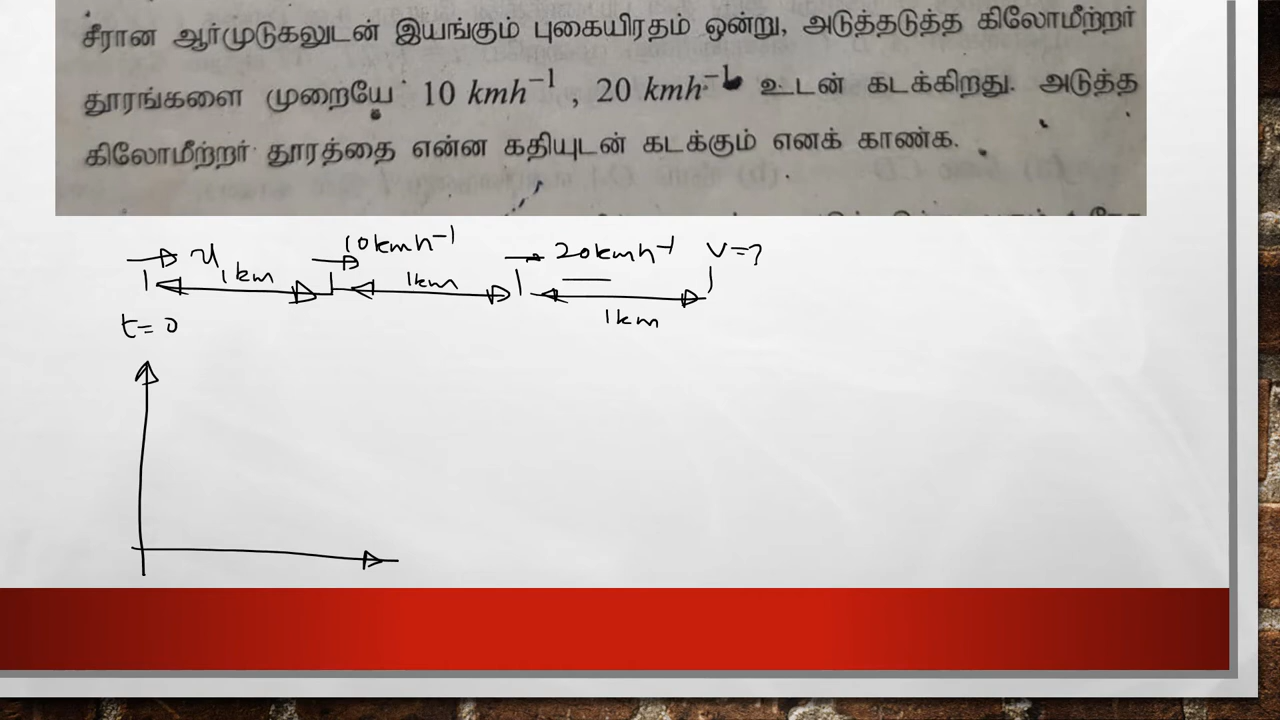 சீரான ஆர்முடுகலுடன் இயங்கும் புகையிரதம் ஒன்று, அடுத்தடுத்த கிலோமீற்றர்
தூரங்களை முறையே 10 kmh⁻¹ , 20 kmh⁻¹ உடன் கடக்கிறது. அடுத்த
கிலோமீற்றர் தூரத்தை என்ன கதியுடன் கடக்கும் எனக் காண்க.
u 10kmh⁻¹ 20kmh⁻¹ v=?
1km 1km 1km
t=0